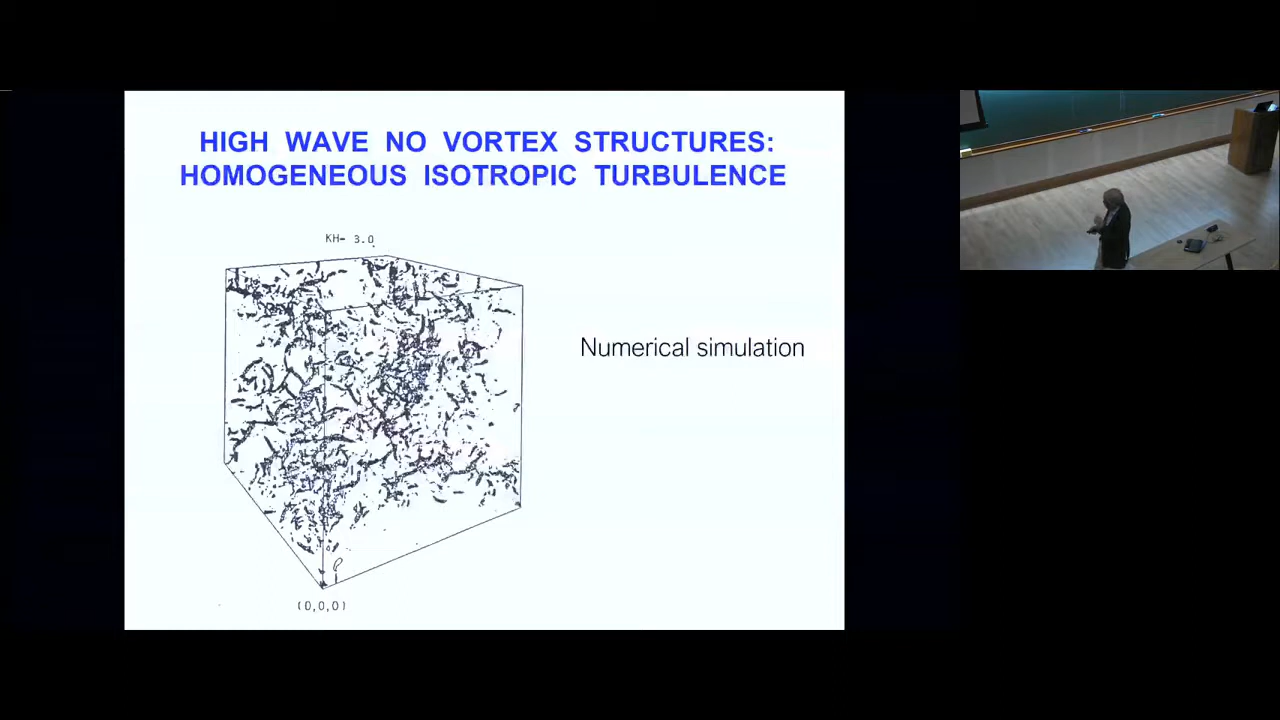 HIGH WAVE NO VORTEX STRUCTURES:
HOMOGENEOUS ISOTROPIC TURBULENCE
KH= 3.0
Numerical simulation
(0,0,0)